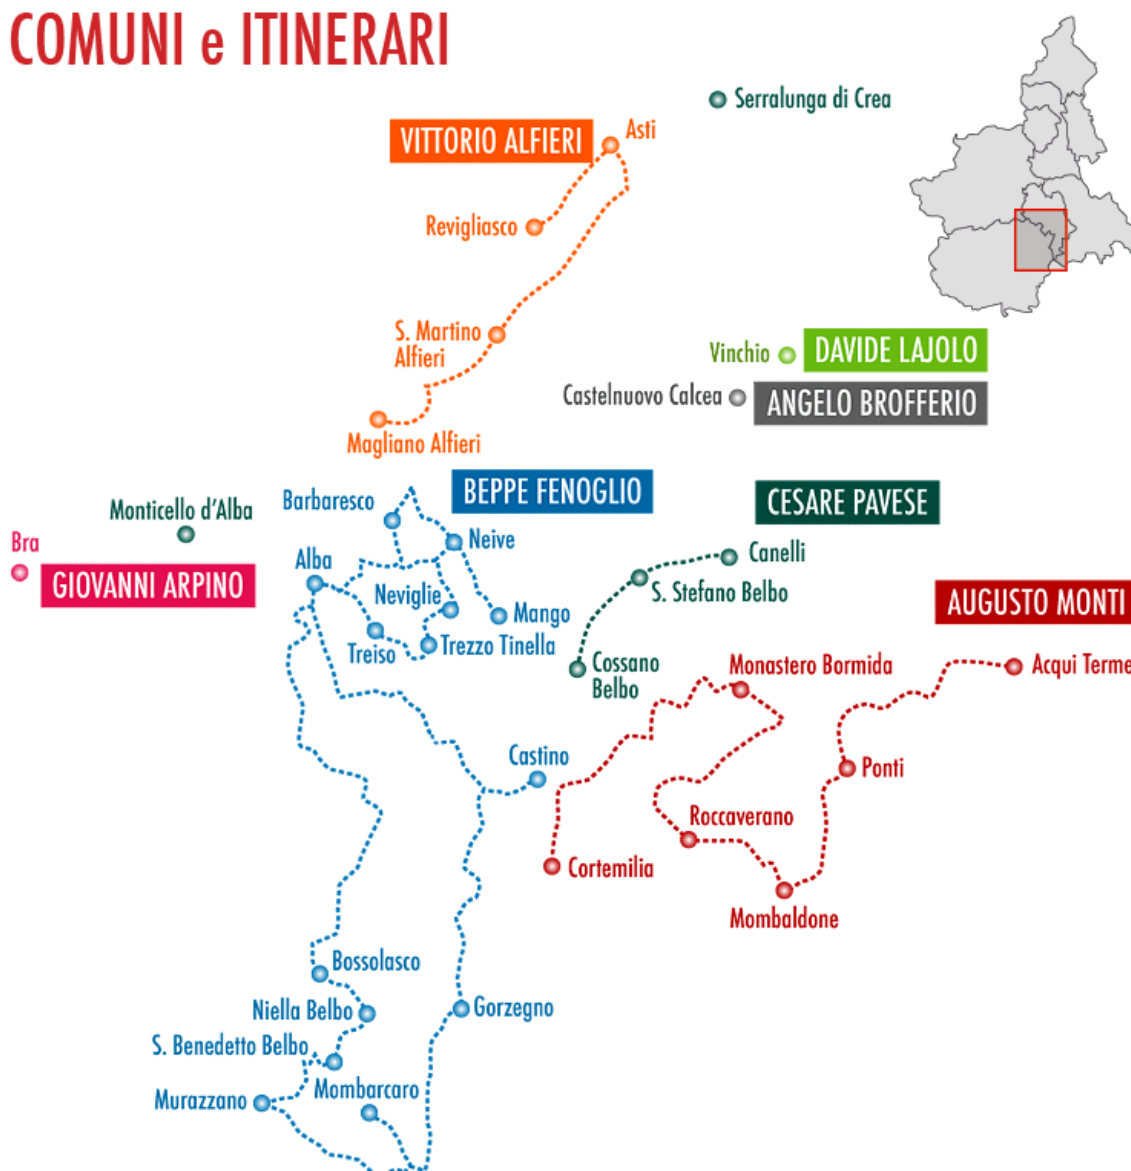 COMUNI e ITINERARI
Serralunga di Crea
VITTORIO ALFIERI
Asti
Revigliasco
S. Martino
Alfieri
Vinchio
DAVIDE LAJOLO
Castelnuovo Calcea
ANGELO BROFFERIO
Magliano Alfieri
BEPPE FENOGLIO
CESARE PAVESE
Barbaresco
Monticello d'Alba
Bra
GIOVANNI ARPINO
Alba
Neive
Canelli
Neviglie
S. Stefano Belbo
AUGUSTO MONTI
Mango
Treiso
Trezzo Tinella
Cossano
Belbo
Monastero Bormida
Acqui Terme
Castino
Ponti
Roccaverano
Cortemilia
Mombaldone
Bossolasco
Niella Belbo
Gorzegno
S. Benedetto Belbo
Mombarcaro
Murazzano